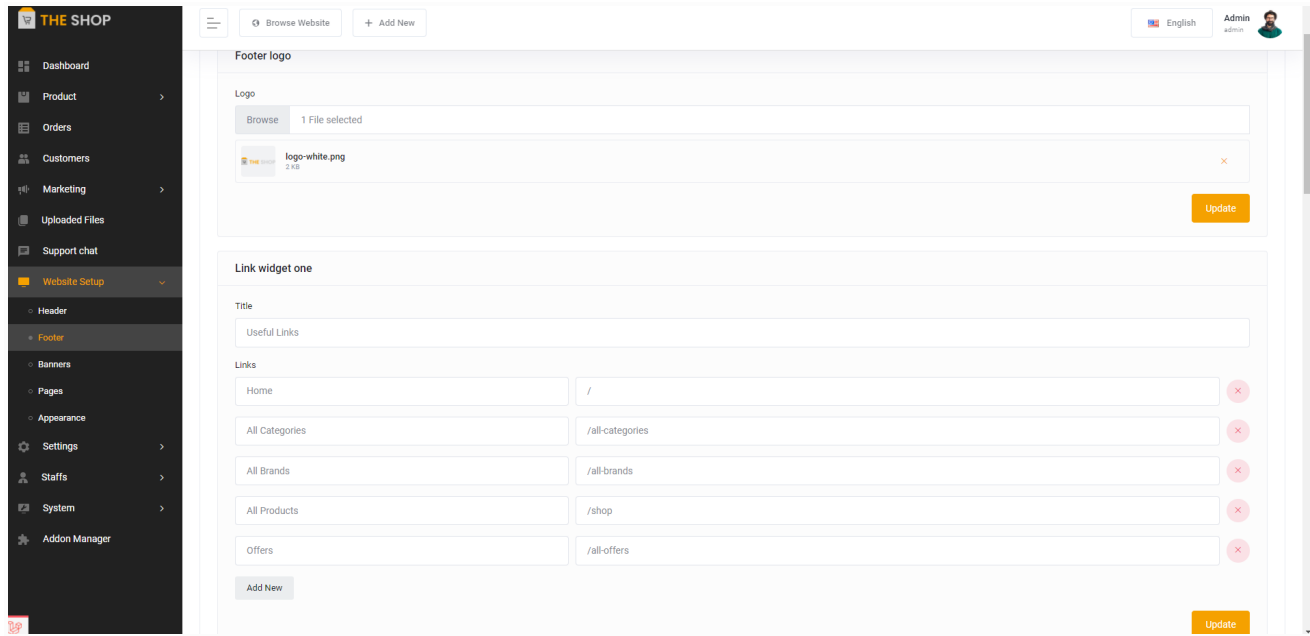 THE SHOP
Browse Website
+ Add New
English
Admin
admin
Dashboard
Product
Orders
Customers
Marketing
Uploaded Files
Support chat
Website Setup
Header
Footer
Banners
Pages
Appearance
Settings
Staffs
System
Addon Manager
Footer logo
Logo
Browse 1 File selected
THE SHOP
logo-white.png
2 KB
Update
Link widget one
Title
Useful Links
Links
Home /
All Categories /all-categories
All Brands /all-brands
All Products /shop
Offers /all-offers
Add New
Update